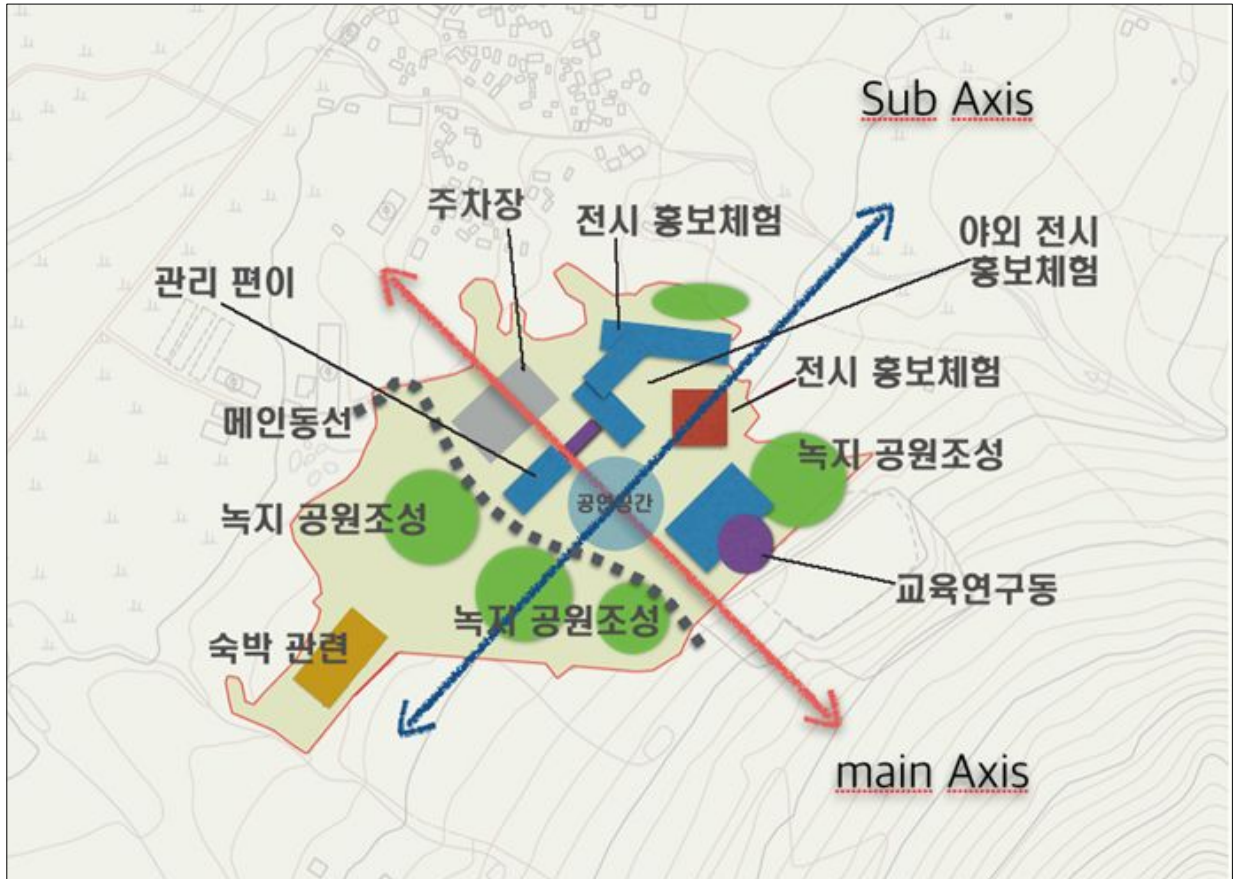 Sub Axis
주차장
전시 홍보체험
야외 전시
홍보체험
관리 편이
전시 홍보체험
메인동선
녹지 공원조성
공연공간
녹지 공원조성
교육연구동
녹지 공원조성
숙박 관련
main Axis